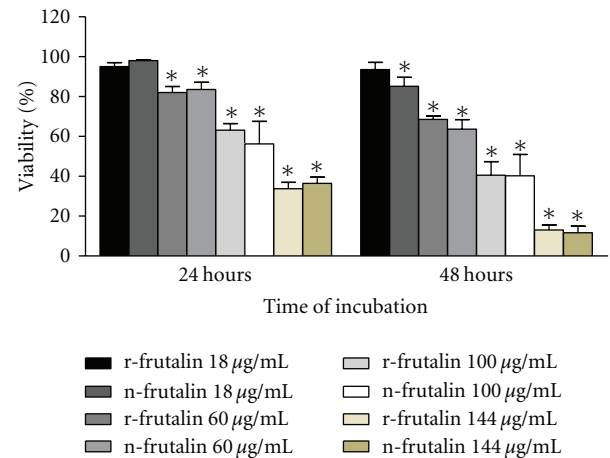 120
100
80
60
40
20
0
Viability (%)
* * * * * *
* * * * * * *
24 hours 48 hours
Time of incubation
r-frutalin 18 µg/mL
n-frutalin 18 µg/mL
r-frutalin 60 µg/mL
n-frutalin 60 µg/mL
r-frutalin 100 µg/mL
n-frutalin 100 µg/mL
r-frutalin 144 µg/mL
n-frutalin 144 µg/mL